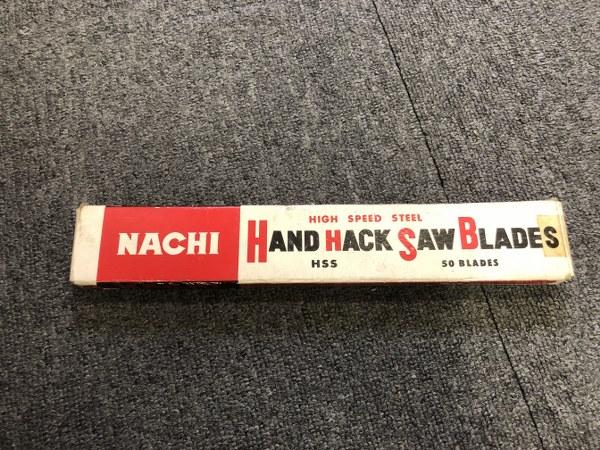 NACHI
HIGH SPEED STEEL
HAND HACK SAW BLADES
HSS 50 BLADES